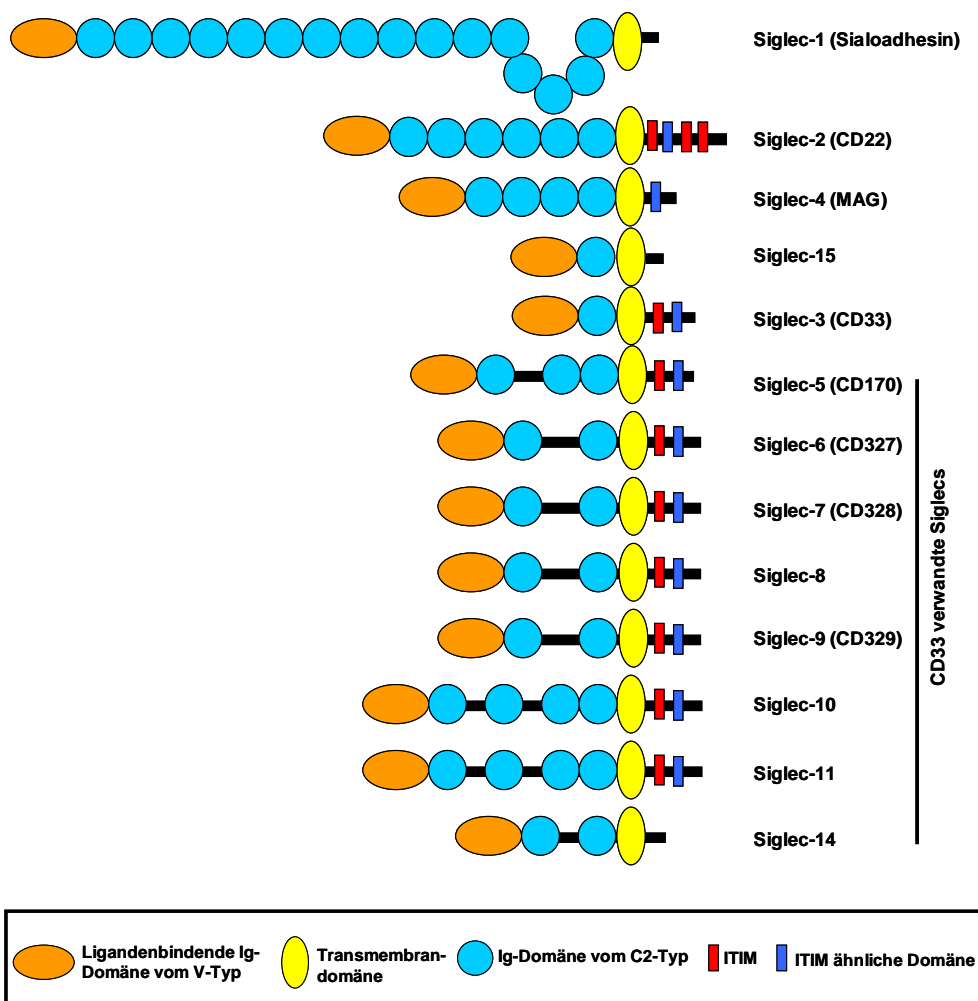 Siglec-1 (Sialoadhesin)
Siglec-2 (CD22)
Siglec-4 (MAG)
Siglec-15
Siglec-3 (CD33)
Siglec-5 (CD170)
Siglec-6 (CD327)
Siglec-7 (CD328)
Siglec-8
Siglec-9 (CD329)
Siglec-10
Siglec-11
Siglec-14
CD33 verwandte Siglecs
Ligandenbindende Ig-
Domäne vom V-Typ
Transmembran-
domäne
Ig-Domäne vom C2-Typ
ITIM
ITIM ähnliche Domäne